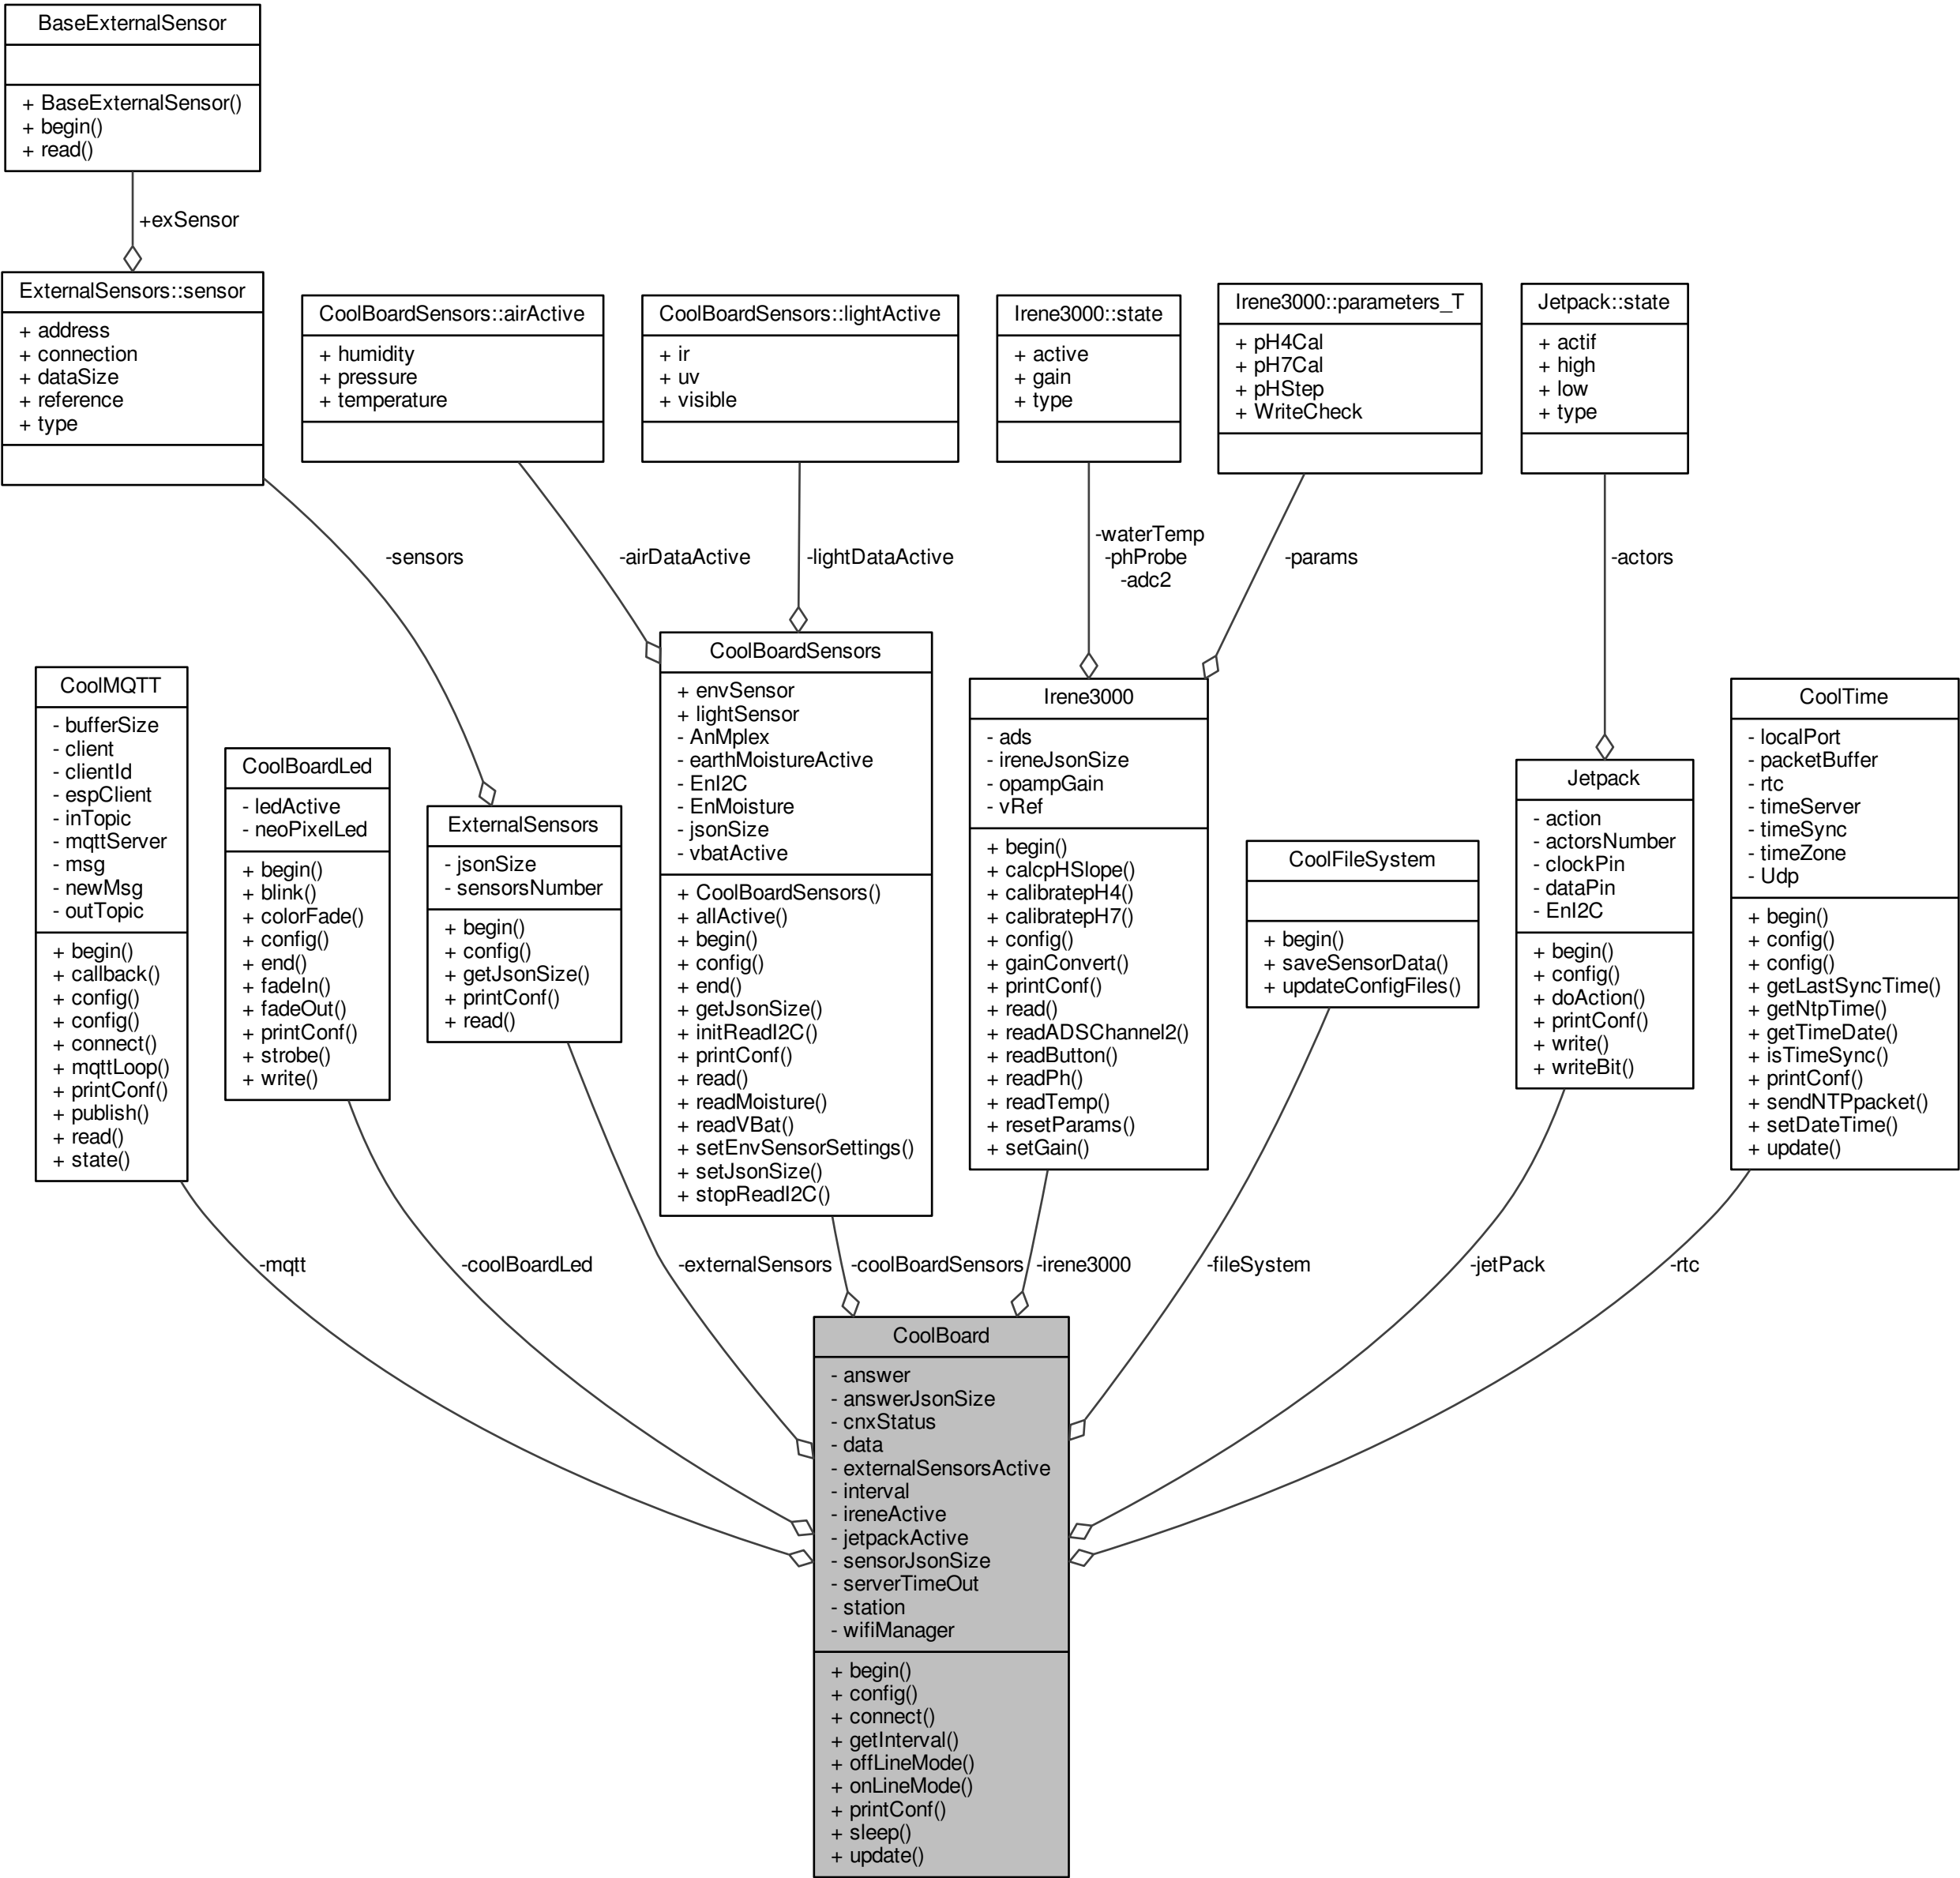 BaseExternalSensor
+ BaseExternalSensor()
+ begin()
+ read()
+exSensor
ExternalSensors::sensor
+ address
+ connection
+ dataSize
+ reference
+ type
CoolBoardSensors::airActive
+ humidity
+ pressure
+ temperature
CoolBoardSensors::lightActive
+ ir
+ uv
+ visible
Irene3000::state
+ active
+ gain
+ type
Irene3000::parameters_T
+ pH4Cal
+ pH7Cal
+ pHStep
+ WriteCheck
Jetpack::state
+ actif
+ high
+ low
+ type
-sensors
-airDataActive
-lightDataActive
-waterTemp
-phProbe
-adc2
-params
-actors
CoolMQTT
- bufferSize
- client
- clientId
- espClient
- inTopic
- mqttServer
- msg
- newMsg
- outTopic
+ begin()
+ callback()
+ config()
+ config()
+ connect()
+ mqttLoop()
+ printConf()
+ publish()
+ read()
+ state()
CoolBoardLed
- ledActive
- neoPixelLed
+ begin()
+ blink()
+ colorFade()
+ config()
+ end()
+ fadeIn()
+ fadeOut()
+ printConf()
+ strobe()
+ write()
ExternalSensors
- jsonSize
- sensorsNumber
+ begin()
+ config()
+ getJsonSize()
+ printConf()
+ read()
CoolBoardSensors
+ envSensor
+ lightSensor
- AnMplex
- earthMoistureActive
- EnI2C
- EnMoisture
- jsonSize
- vbatActive
+ CoolBoardSensors()
+ allActive()
+ begin()
+ config()
+ end()
+ getJsonSize()
+ initReadI2C()
+ printConf()
+ read()
+ readMoisture()
+ readVBat()
+ setEnvSensorSettings()
+ setJsonSize()
+ stopReadI2C()
Irene3000
- ads
- ireneJsonSize
- opampGain
- vRef
+ begin()
+ calcpHSlope()
+ calibratepH4()
+ calibratepH7()
+ config()
+ gainConvert()
+ printConf()
+ read()
+ readADSChannel2()
+ readButton()
+ readPh()
+ readTemp()
+ resetParams()
+ setGain()
CoolFileSystem
+ begin()
+ saveSensorData()
+ updateConfigFiles()
Jetpack
- action
- actorsNumber
- clockPin
- dataPin
- EnI2C
+ begin()
+ config()
+ doAction()
+ printConf()
+ write()
+ writeBit()
CoolTime
- localPort
- packetBuffer
- rtc
- timeServer
- timeSync
- timeZone
- Udp
+ begin()
+ config()
+ config()
+ getLastSyncTime()
+ getNtpTime()
+ getTimeDate()
+ isTimeSync()
+ printConf()
+ sendNTPpacket()
+ setDateTime()
+ update()
-mqtt
-coolBoardLed
-externalSensors
-coolBoardSensors
-irene3000
-fileSystem
-jetPack
-rtc
CoolBoard
- answer
- answerJsonSize
- cnxStatus
- data
- externalSensorsActive
- interval
- ireneActive
- jetpackActive
- sensorJsonSize
- serverTimeOut
- station
- wifiManager
+ begin()
+ config()
+ connect()
+ getInterval()
+ offLineMode()
+ onLineMode()
+ printConf()
+ sleep()
+ update()